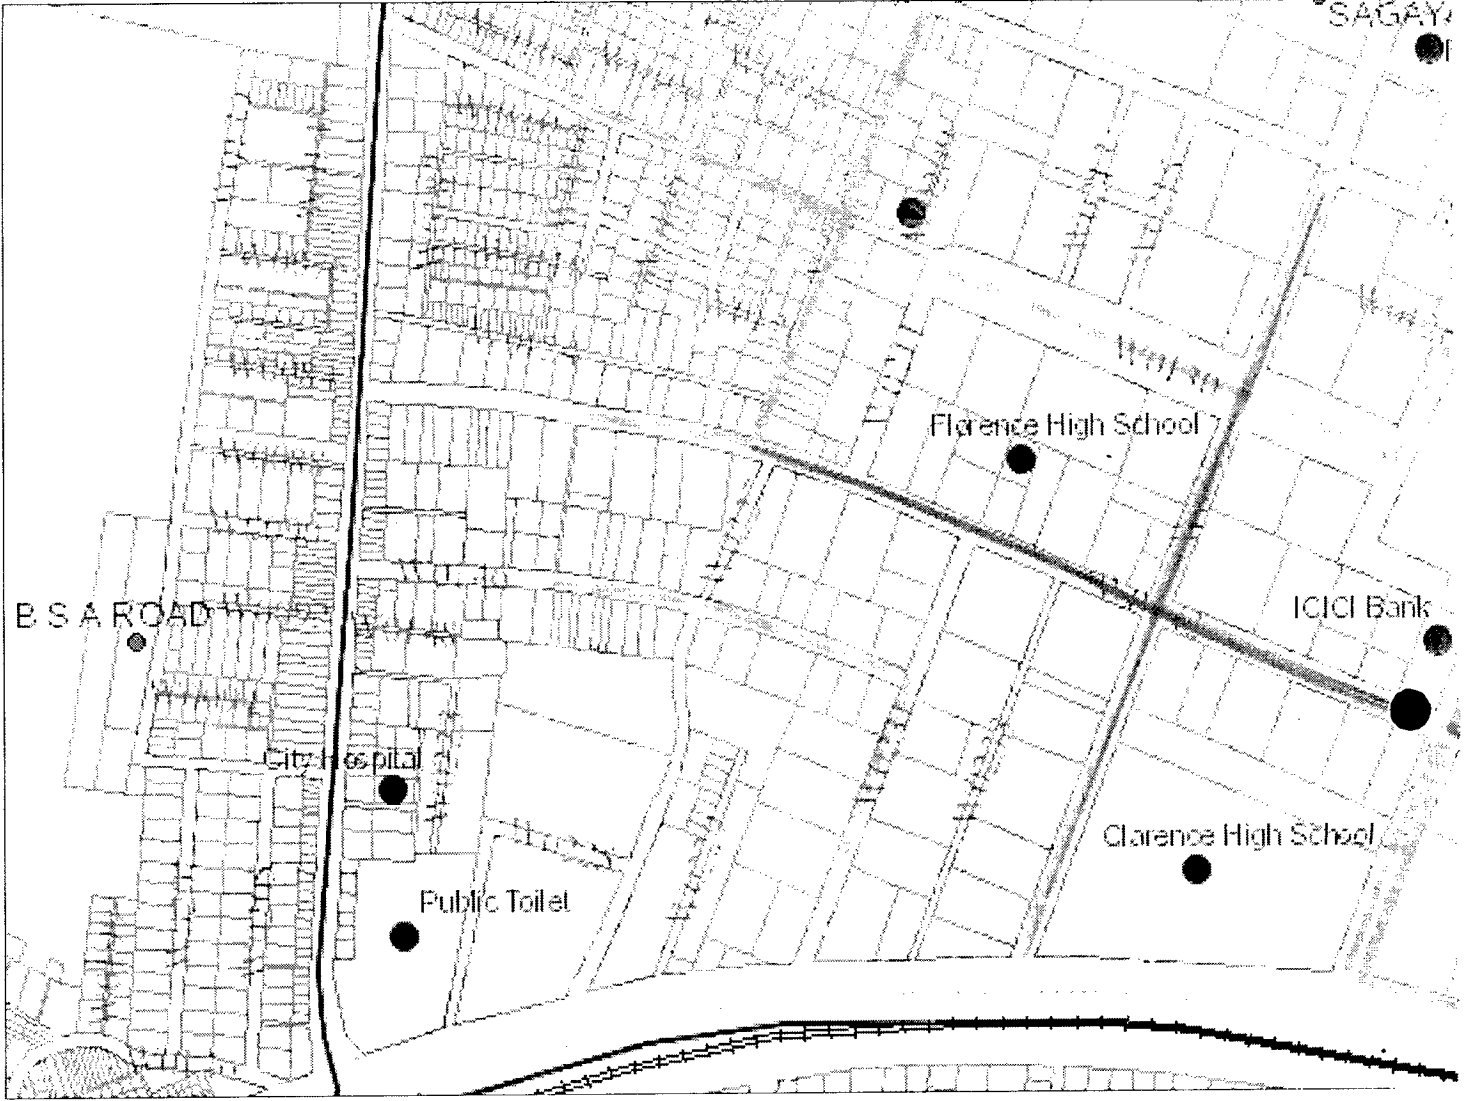 SAGAY
Florence High School
ICICI Bank
B S A ROAD
City Hospital
Clarence High School
Public Toilet